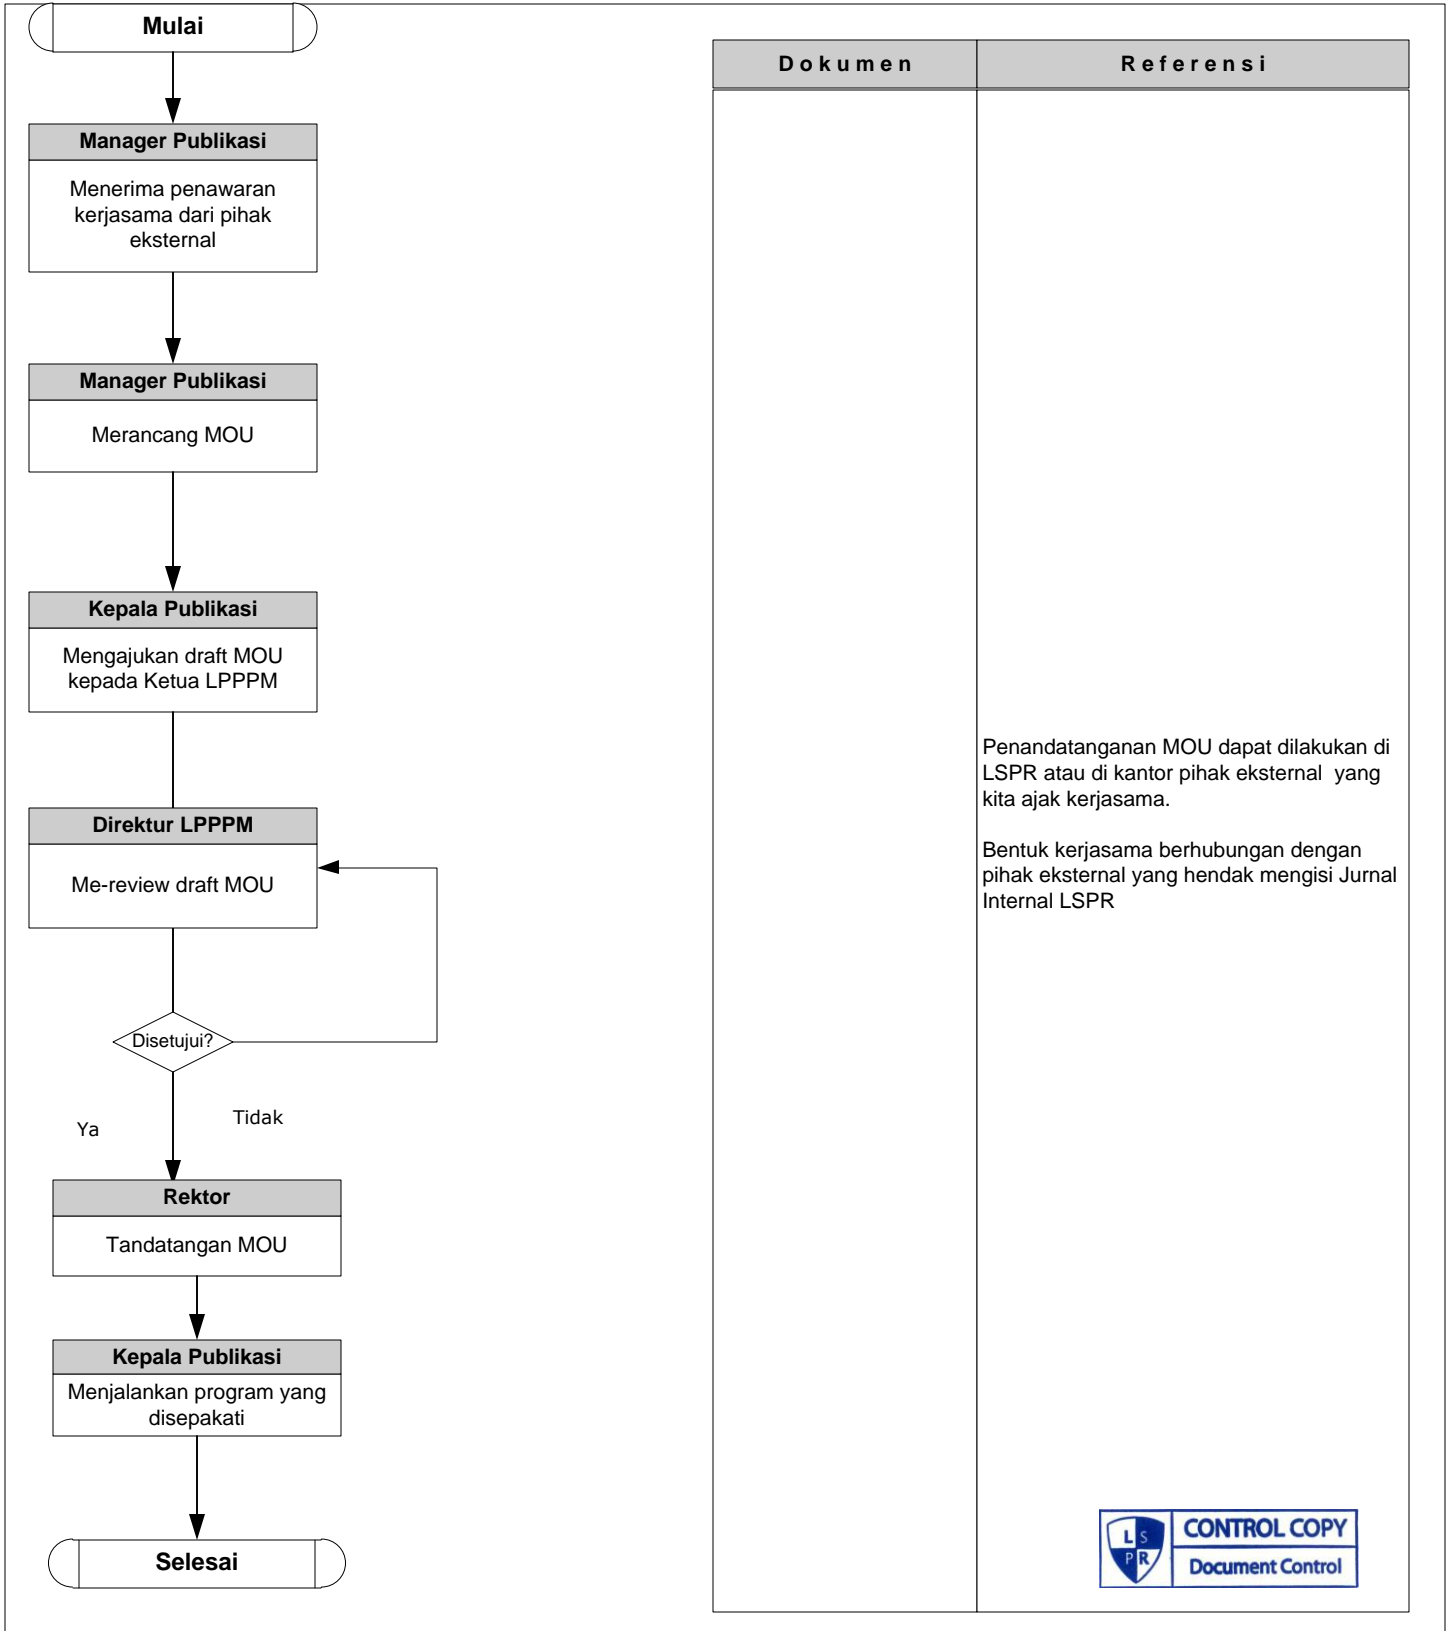 Mulai
Manager Publikasi
Menerima penawaran
kerjasama dari pihak
eksternal
Manager Publikasi
Merancang MOU
Kepala Publikasi
Mengajukan draft MOU
kepada Ketua LPPPM
Direktur LPPPM
Me-review draft MOU
Disetujui?
Ya
Tidak
Rektor
Tandatangan MOU
Kepala Publikasi
Menjalankan program yang
disepakati
Selesai
Dokumen
Referensi
Penandatanganan MOU dapat dilakukan di
LSPR atau di kantor pihak eksternal yang
kita ajak kerjasama.
Bentuk kerjasama berhubungan dengan
pihak eksternal yang hendak mengisi Jurnal
Internal LSPR
L S
P R
CONTROL COPY
Document Control